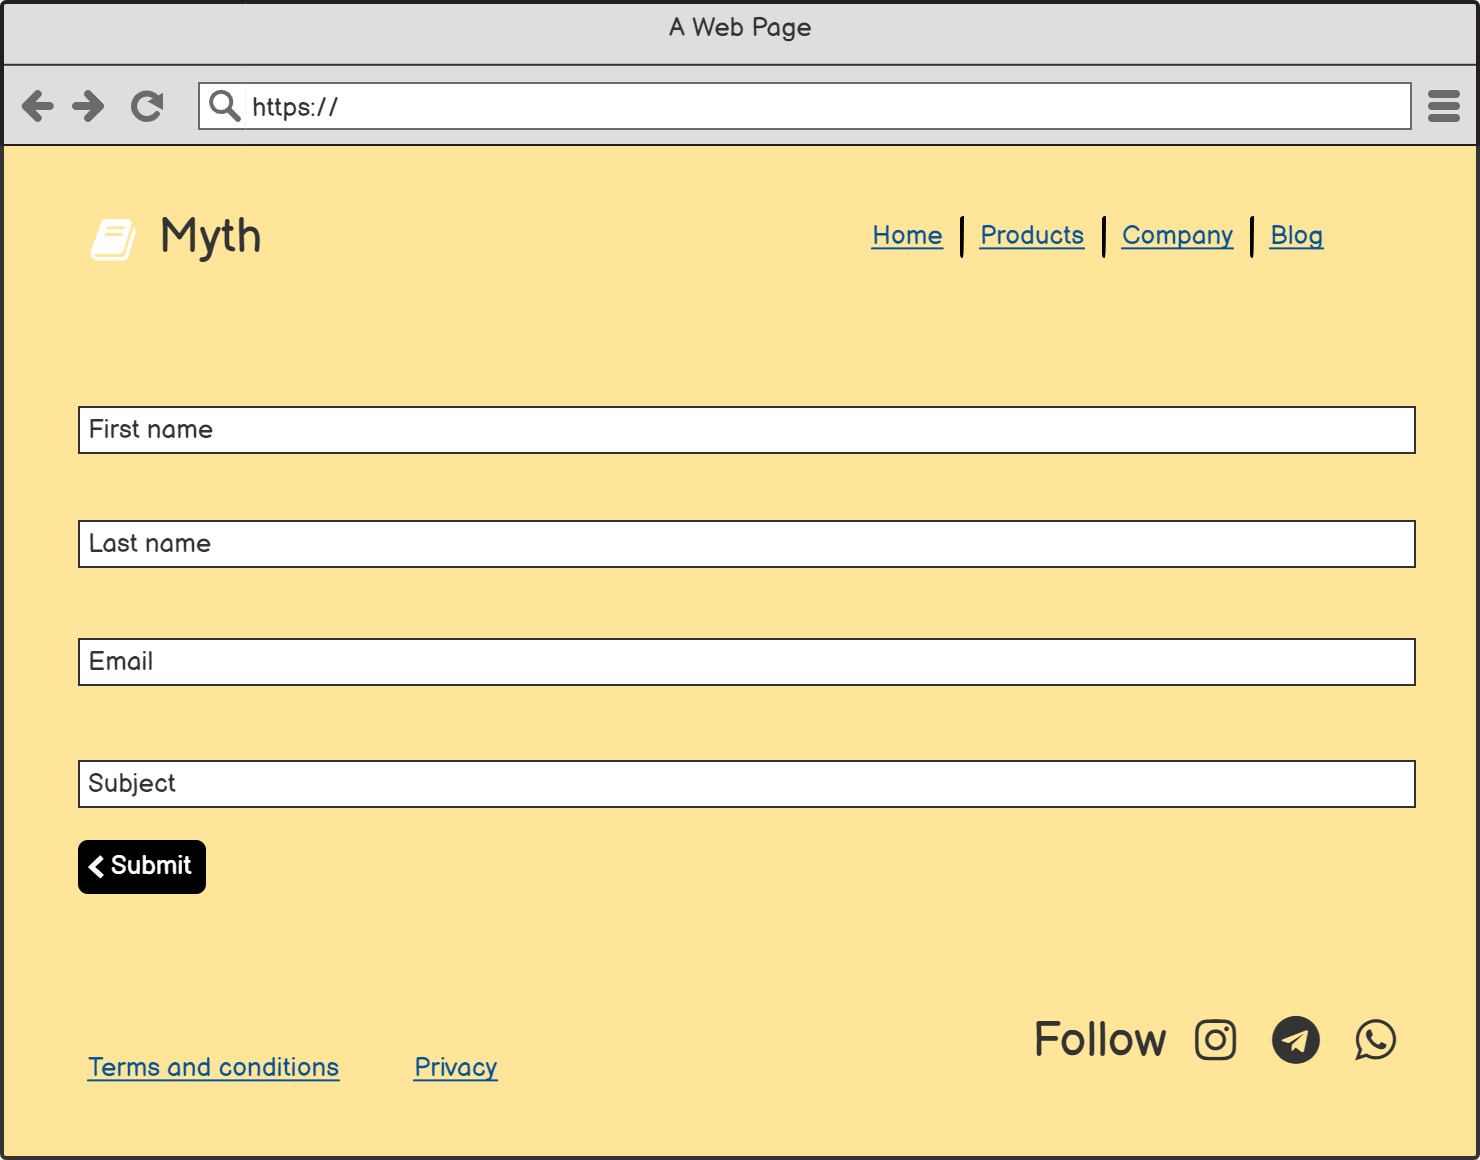 A Web Page
https://
Myth
Home Products Company Blog
First name
Last name
Email
Subject
Submit
Follow
Terms and conditions Privacy